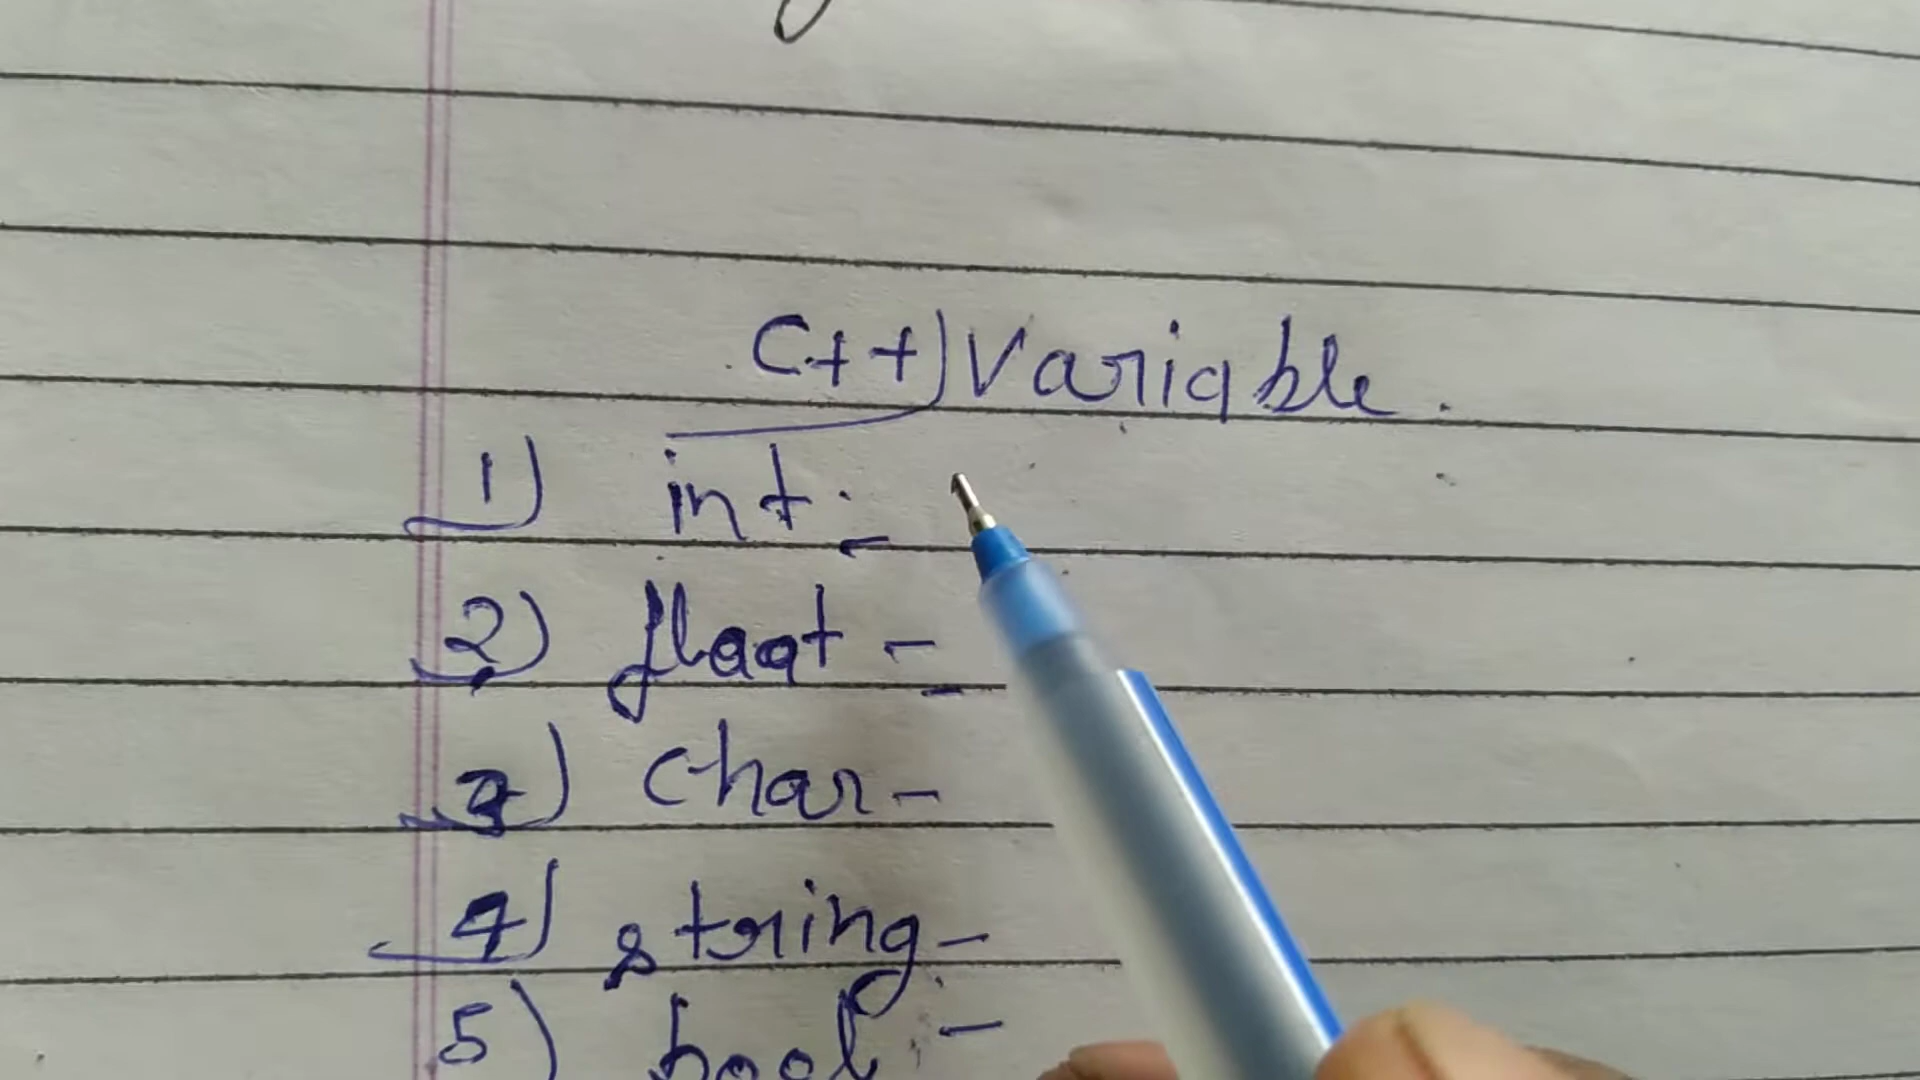 C++) Variable.
1) int. -
2) float --
3) char -
4) string -
5) bool :-